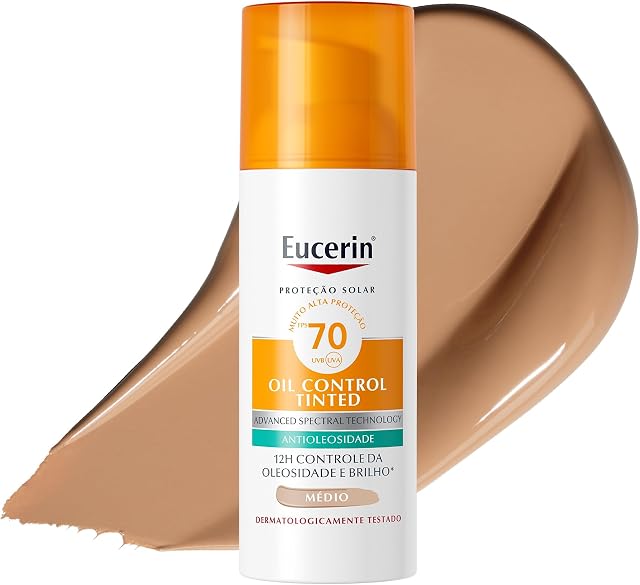 Eucerin®
PROTEÇÃO SOLAR
MUITO ALTA PROTEÇÃO
FPS 70
UVB UVA
OIL CONTROL
TINTED
ADVANCED SPECTRAL TECHNOLOGY
ANTIOLEOSIDADE
12H CONTROLE DA
OLEOSIDADE E BRILHO*
MÉDIO
DERMATOLOGICAMENTE TESTADO